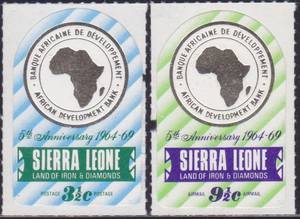 BANQUE AFRICAINE DE DÉVELOPPEMENT
AFRICAN DEVELOPMENT BANK
5th Anniversary 1964-69
SIERRA LEONE
LAND OF IRON & DIAMONDS
POSTAGE 3½c POSTAGE
BANQUE AFRICAINE DE DÉVELOPPEMENT
AFRICAN DEVELOPMENT BANK
5th Anniversary 1964-69
SIERRA LEONE
LAND OF IRON & DIAMONDS
AIRMAIL 9½c AIRMAIL